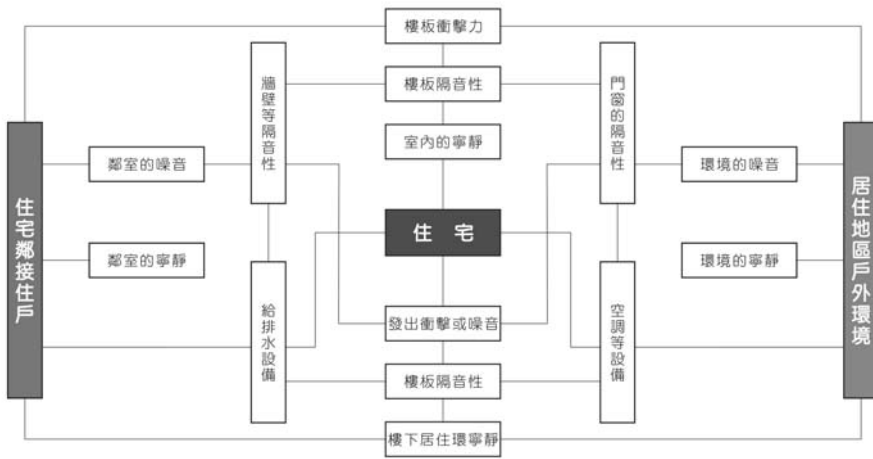 樓板衝擊力
牆壁等隔音性
樓板隔音性
門窗的隔音性
室內的寧靜
住宅鄰接住戶
鄰室的噪音
環境的噪音
居住地區戶外環境
住 宅
鄰室的寧靜
環境的寧靜
給排水設備
發出衝擊或噪音
空調等設備
樓板隔音性
樓下居住環寧靜